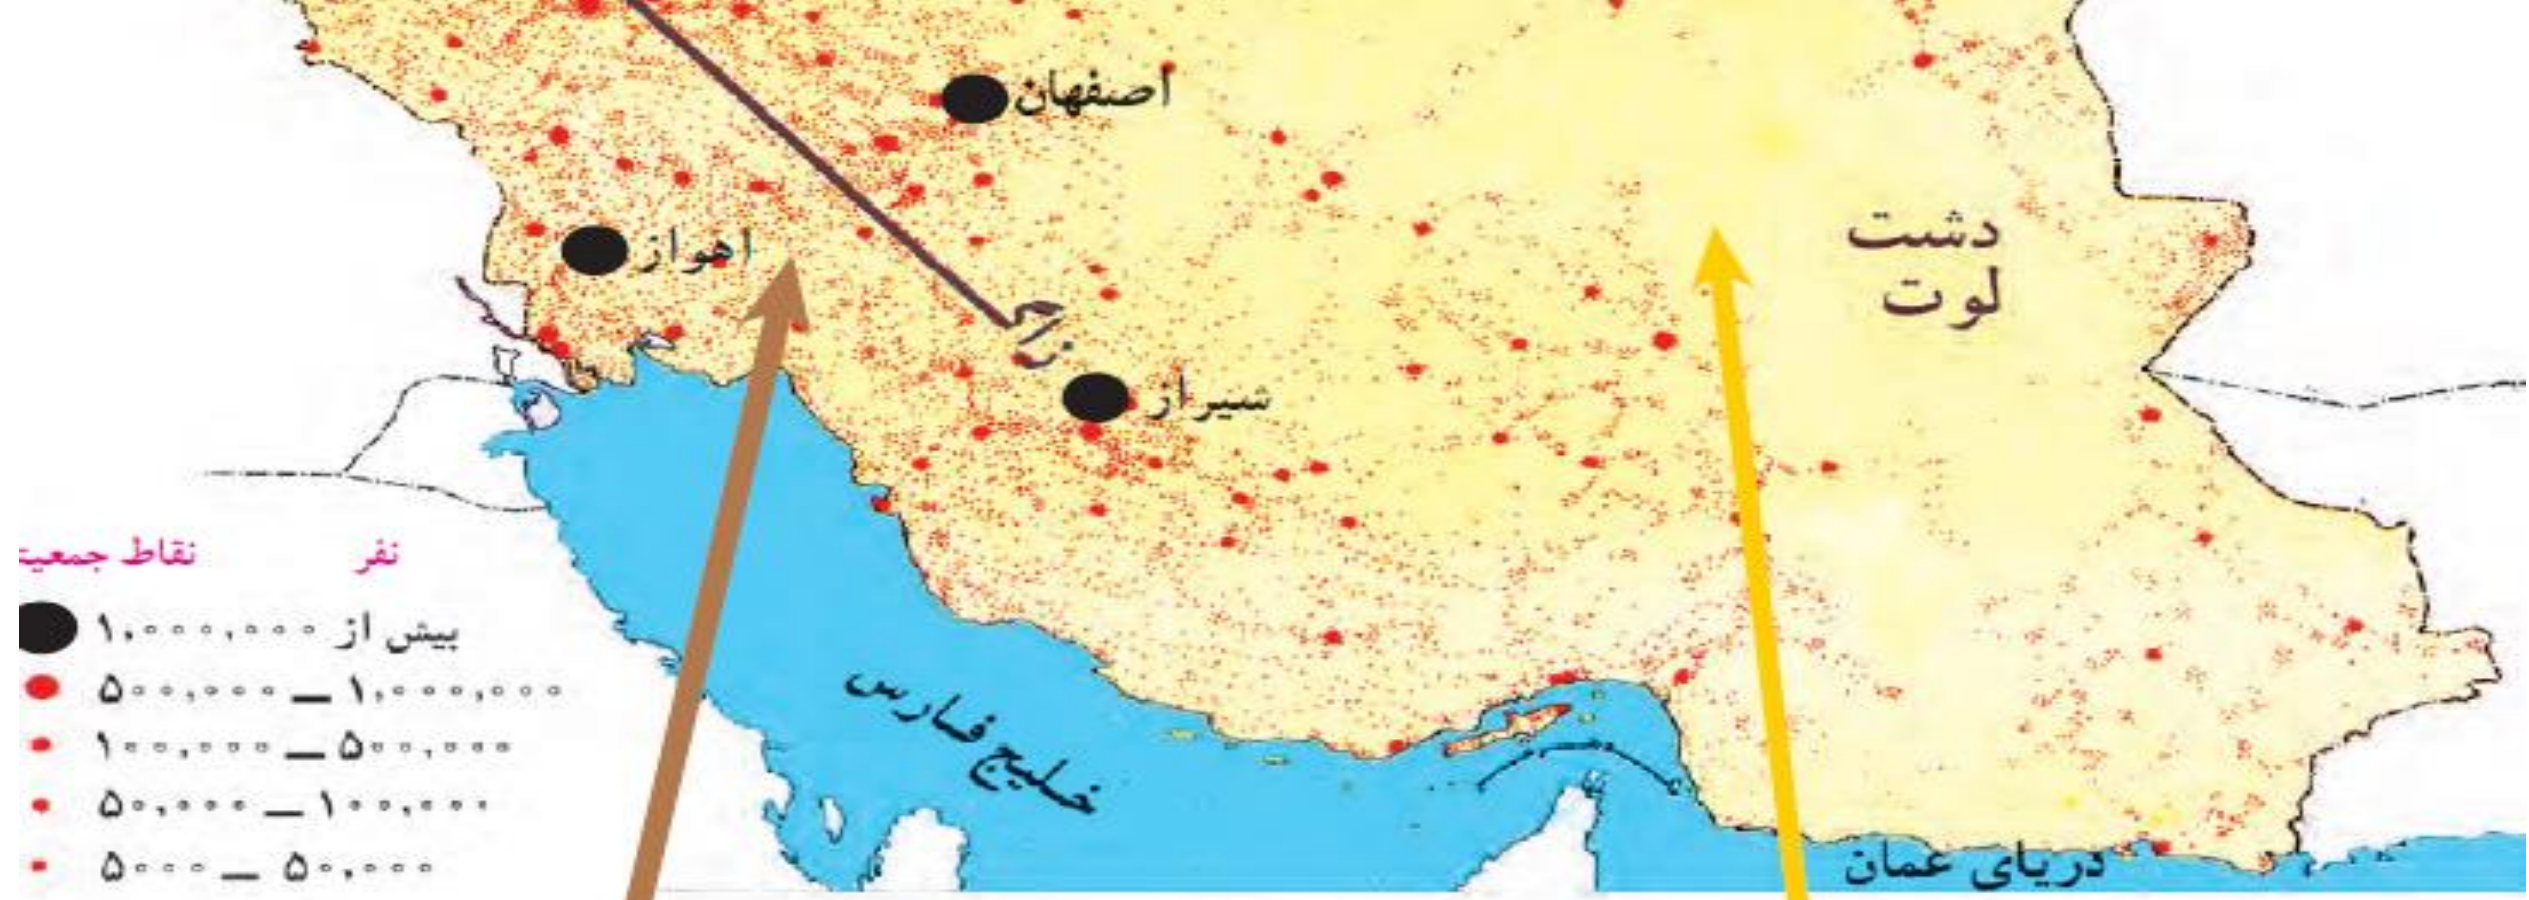 اصفهان
اهواز
دشت
لوت
شیراز
خلیج فارس
دریای عمان
نقاط جمعیت نفر
بیش از ۱،۰۰۰،۰۰۰
۵۰۰،۰۰۰ — ۱،۰۰۰،۰۰۰
۱۰۰،۰۰۰ — ۵۰۰،۰۰۰
۵۰،۰۰۰ — ۱۰۰،۰۰۰
۵۰۰۰ — ۵۰،۰۰۰